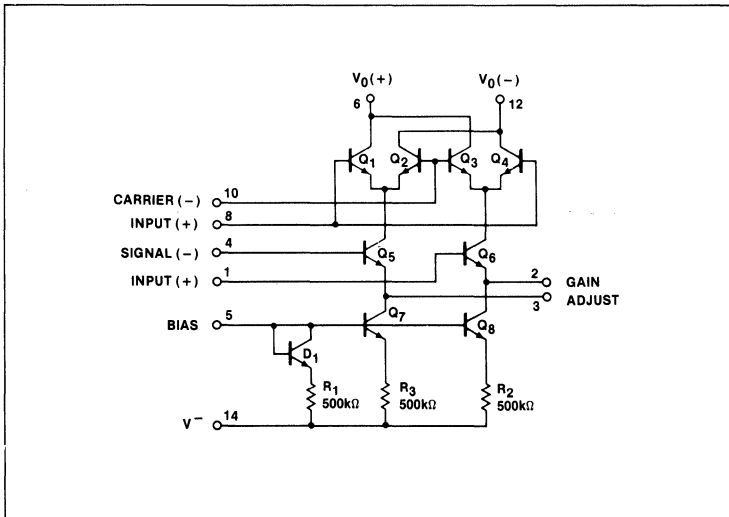 V0(+) V0(-)
6 12
Q1 Q2 Q3 Q4
CARRIER (-) 10
INPUT (+) 8
SIGNAL (-) 4 Q5 Q6
INPUT (+) 1
2 GAIN
3 ADJUST
BIAS 5 Q7 Q8
D1
R1 500kΩ R3 500kΩ R2 500kΩ
V- 14